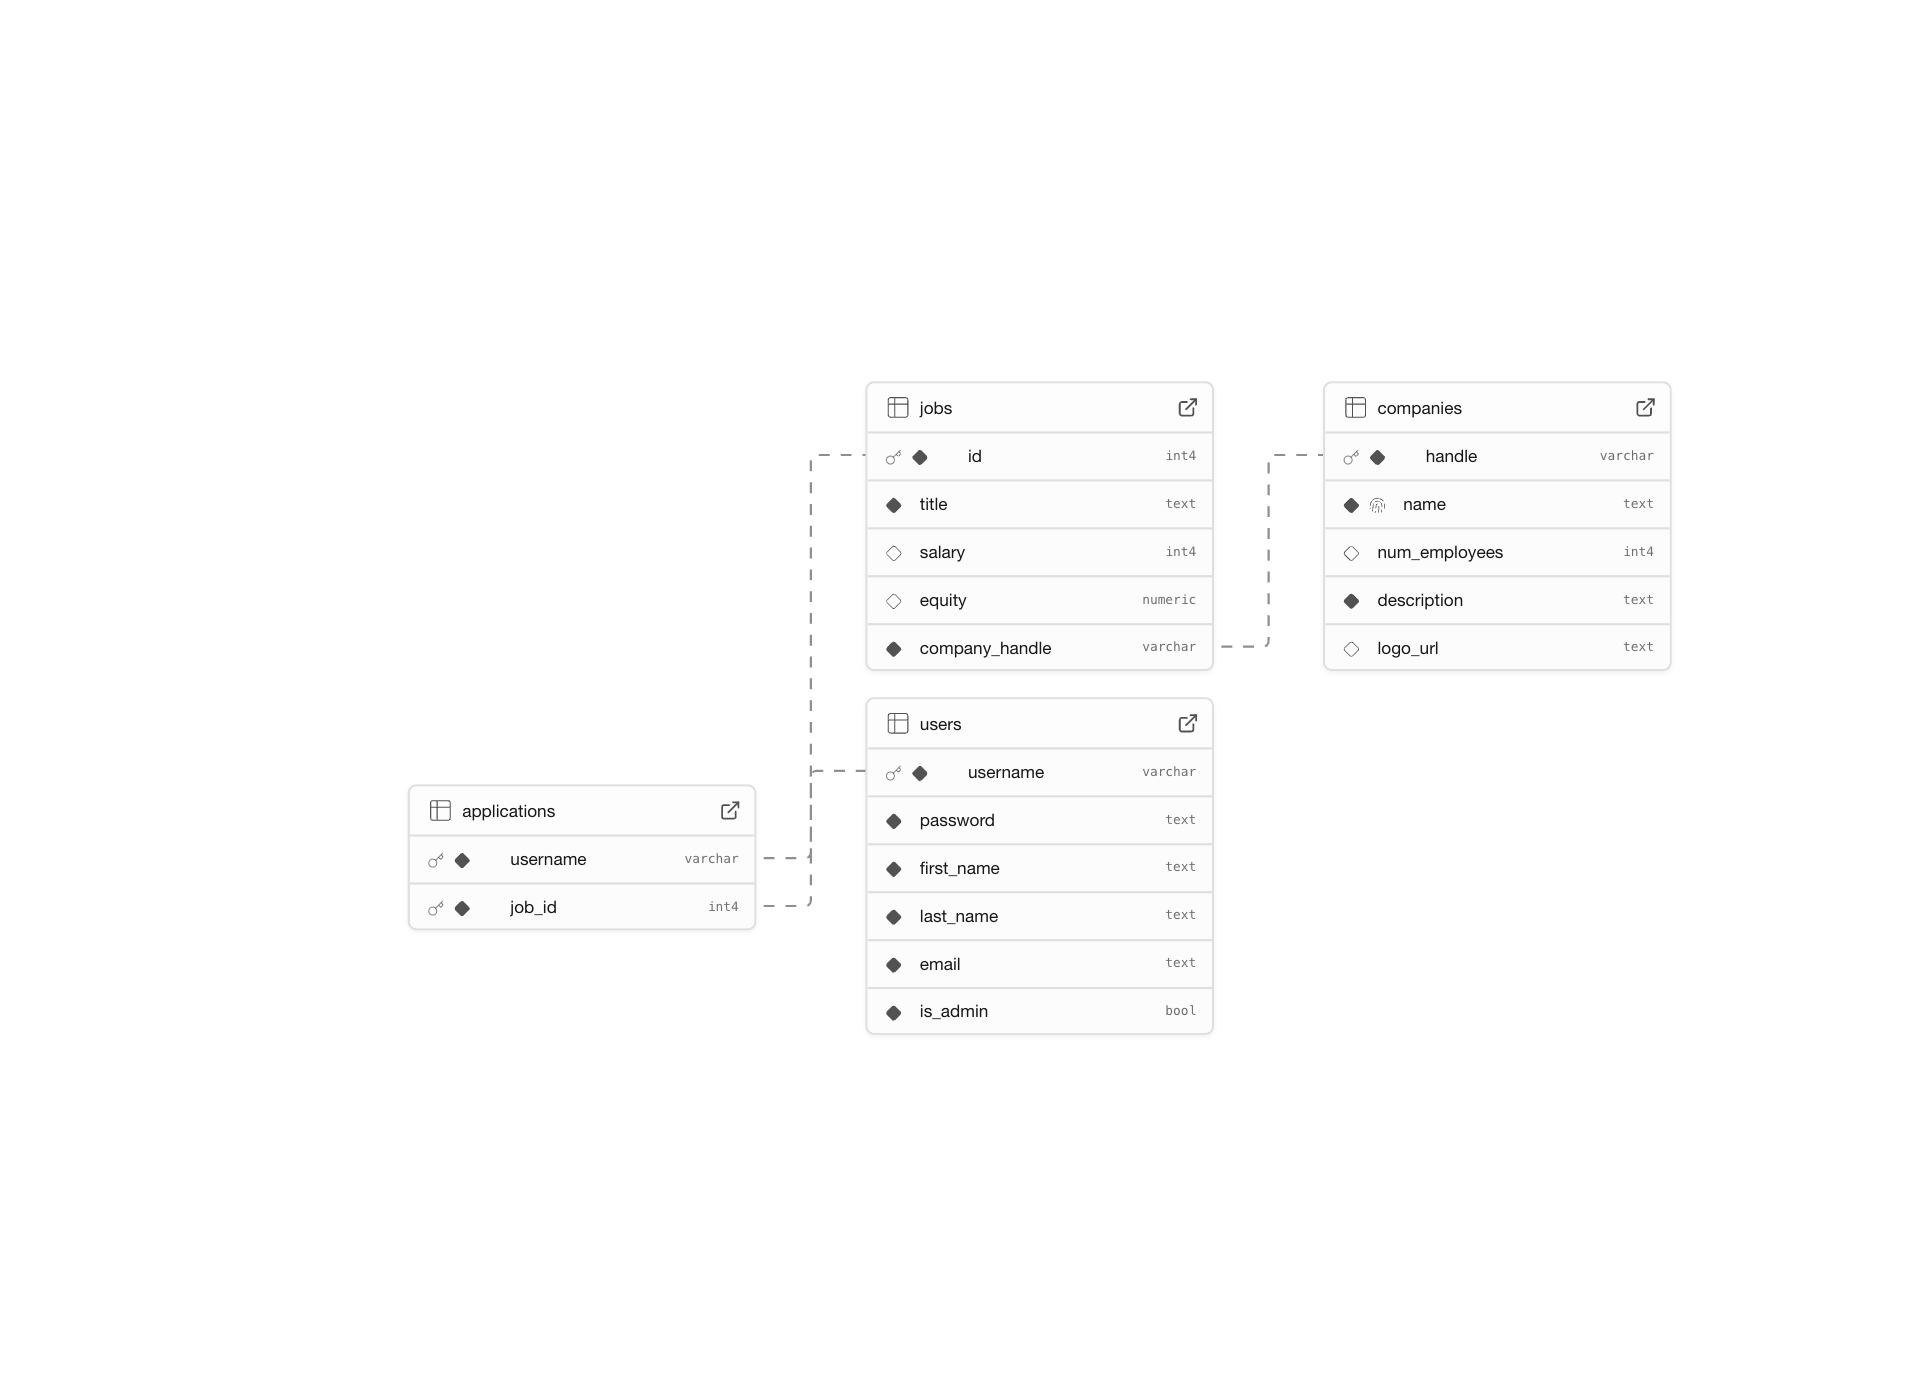 jobs
id int4
title text
salary int4
equity numeric
company_handle varchar
companies
handle varchar
name text
num_employees int4
description text
logo_url text
users
username varchar
password text
first_name text
last_name text
email text
is_admin bool
applications
username varchar
job_id int4